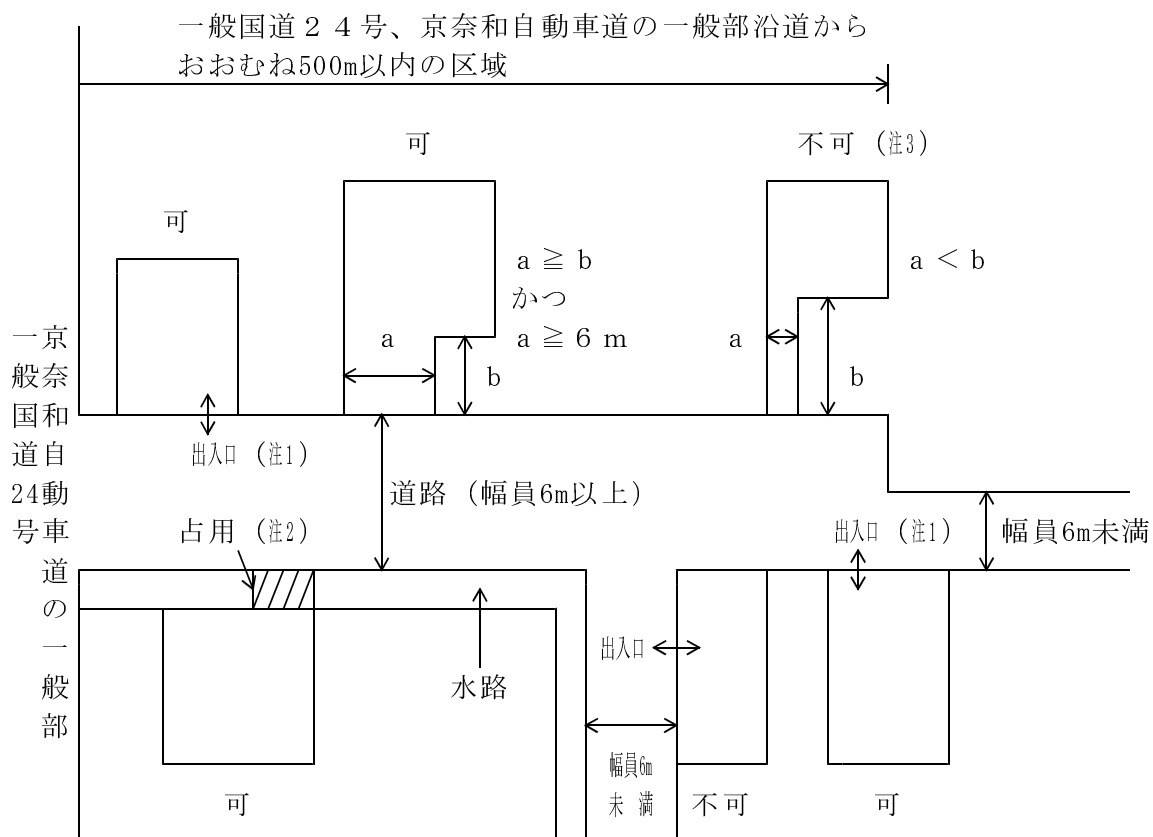 一般国道２４号、京奈和自動車道の一般部沿道から
おおむね500m以内の区域
可
不可（注3）
可
a ≧ b
かつ
a ≧ 6 m
a
b
a < b
a
b
一般国道24号
京奈和自動車道の一般部
出入口（注1）
道路（幅員6m以上）
占用（注2）
出入口（注1）
幅員6m未満
出入口
水路
幅員6m
未満
可
不可
可